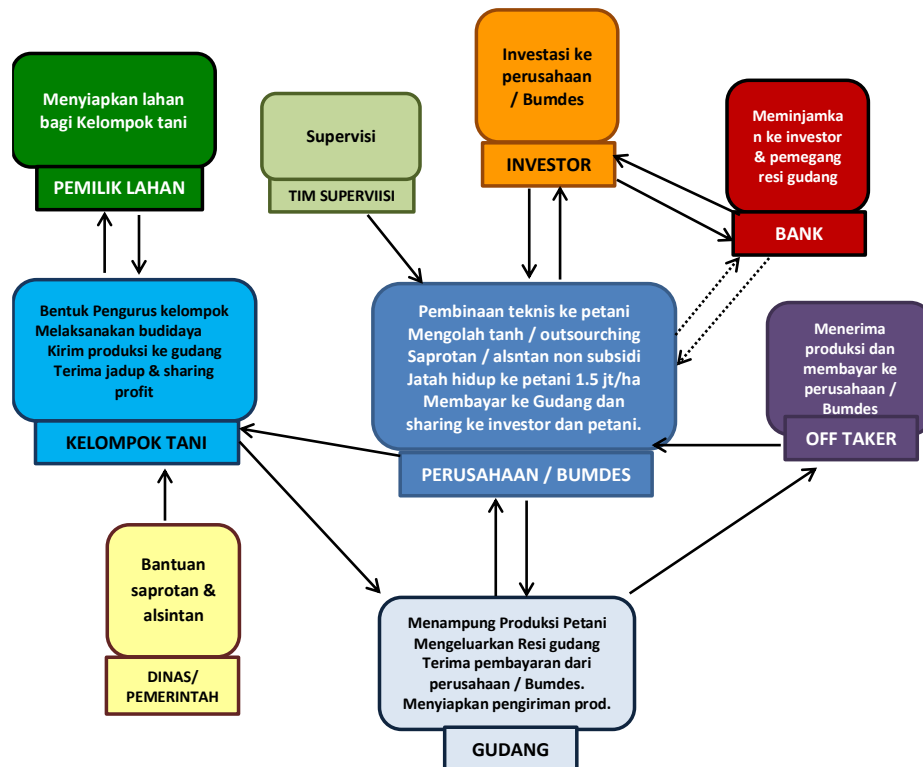 Menyiapkan lahan
bagi Kelompok tani
PEMILIK LAHAN
Supervisi
TIM SUPERVIISI
Investasi ke
perusahaan
/ Bumdes
INVESTOR
Meminjamka
n ke investor
& pemegang
resi gudang
BANK
Bentuk Pengurus kelompok
Melaksanakan budidaya
Kirim produksi ke gudang
Terima jadup & sharing
profit
KELOMPOK TANI
Pembinaan teknis ke petani
Mengolah tanh / outsourching
Saprotan / alsntan non subsidi
Jatah hidup ke petani 1.5 jt/ha
Membayar ke Gudang dan
sharing ke investor dan petani.
PERUSAHAAN / BUMDES
Menerima
produksi dan
membayar ke
perusahaan /
Bumdes
OFF TAKER
Bantuan
saprotan &
alsintan
DINAS/
PEMERINTAH
Menampung Produksi Petani
Mengeluarkan Resi gudang
Terima pembayaran dari
perusahaan / Bumdes.
Menyiapkan pengiriman prod.
GUDANG